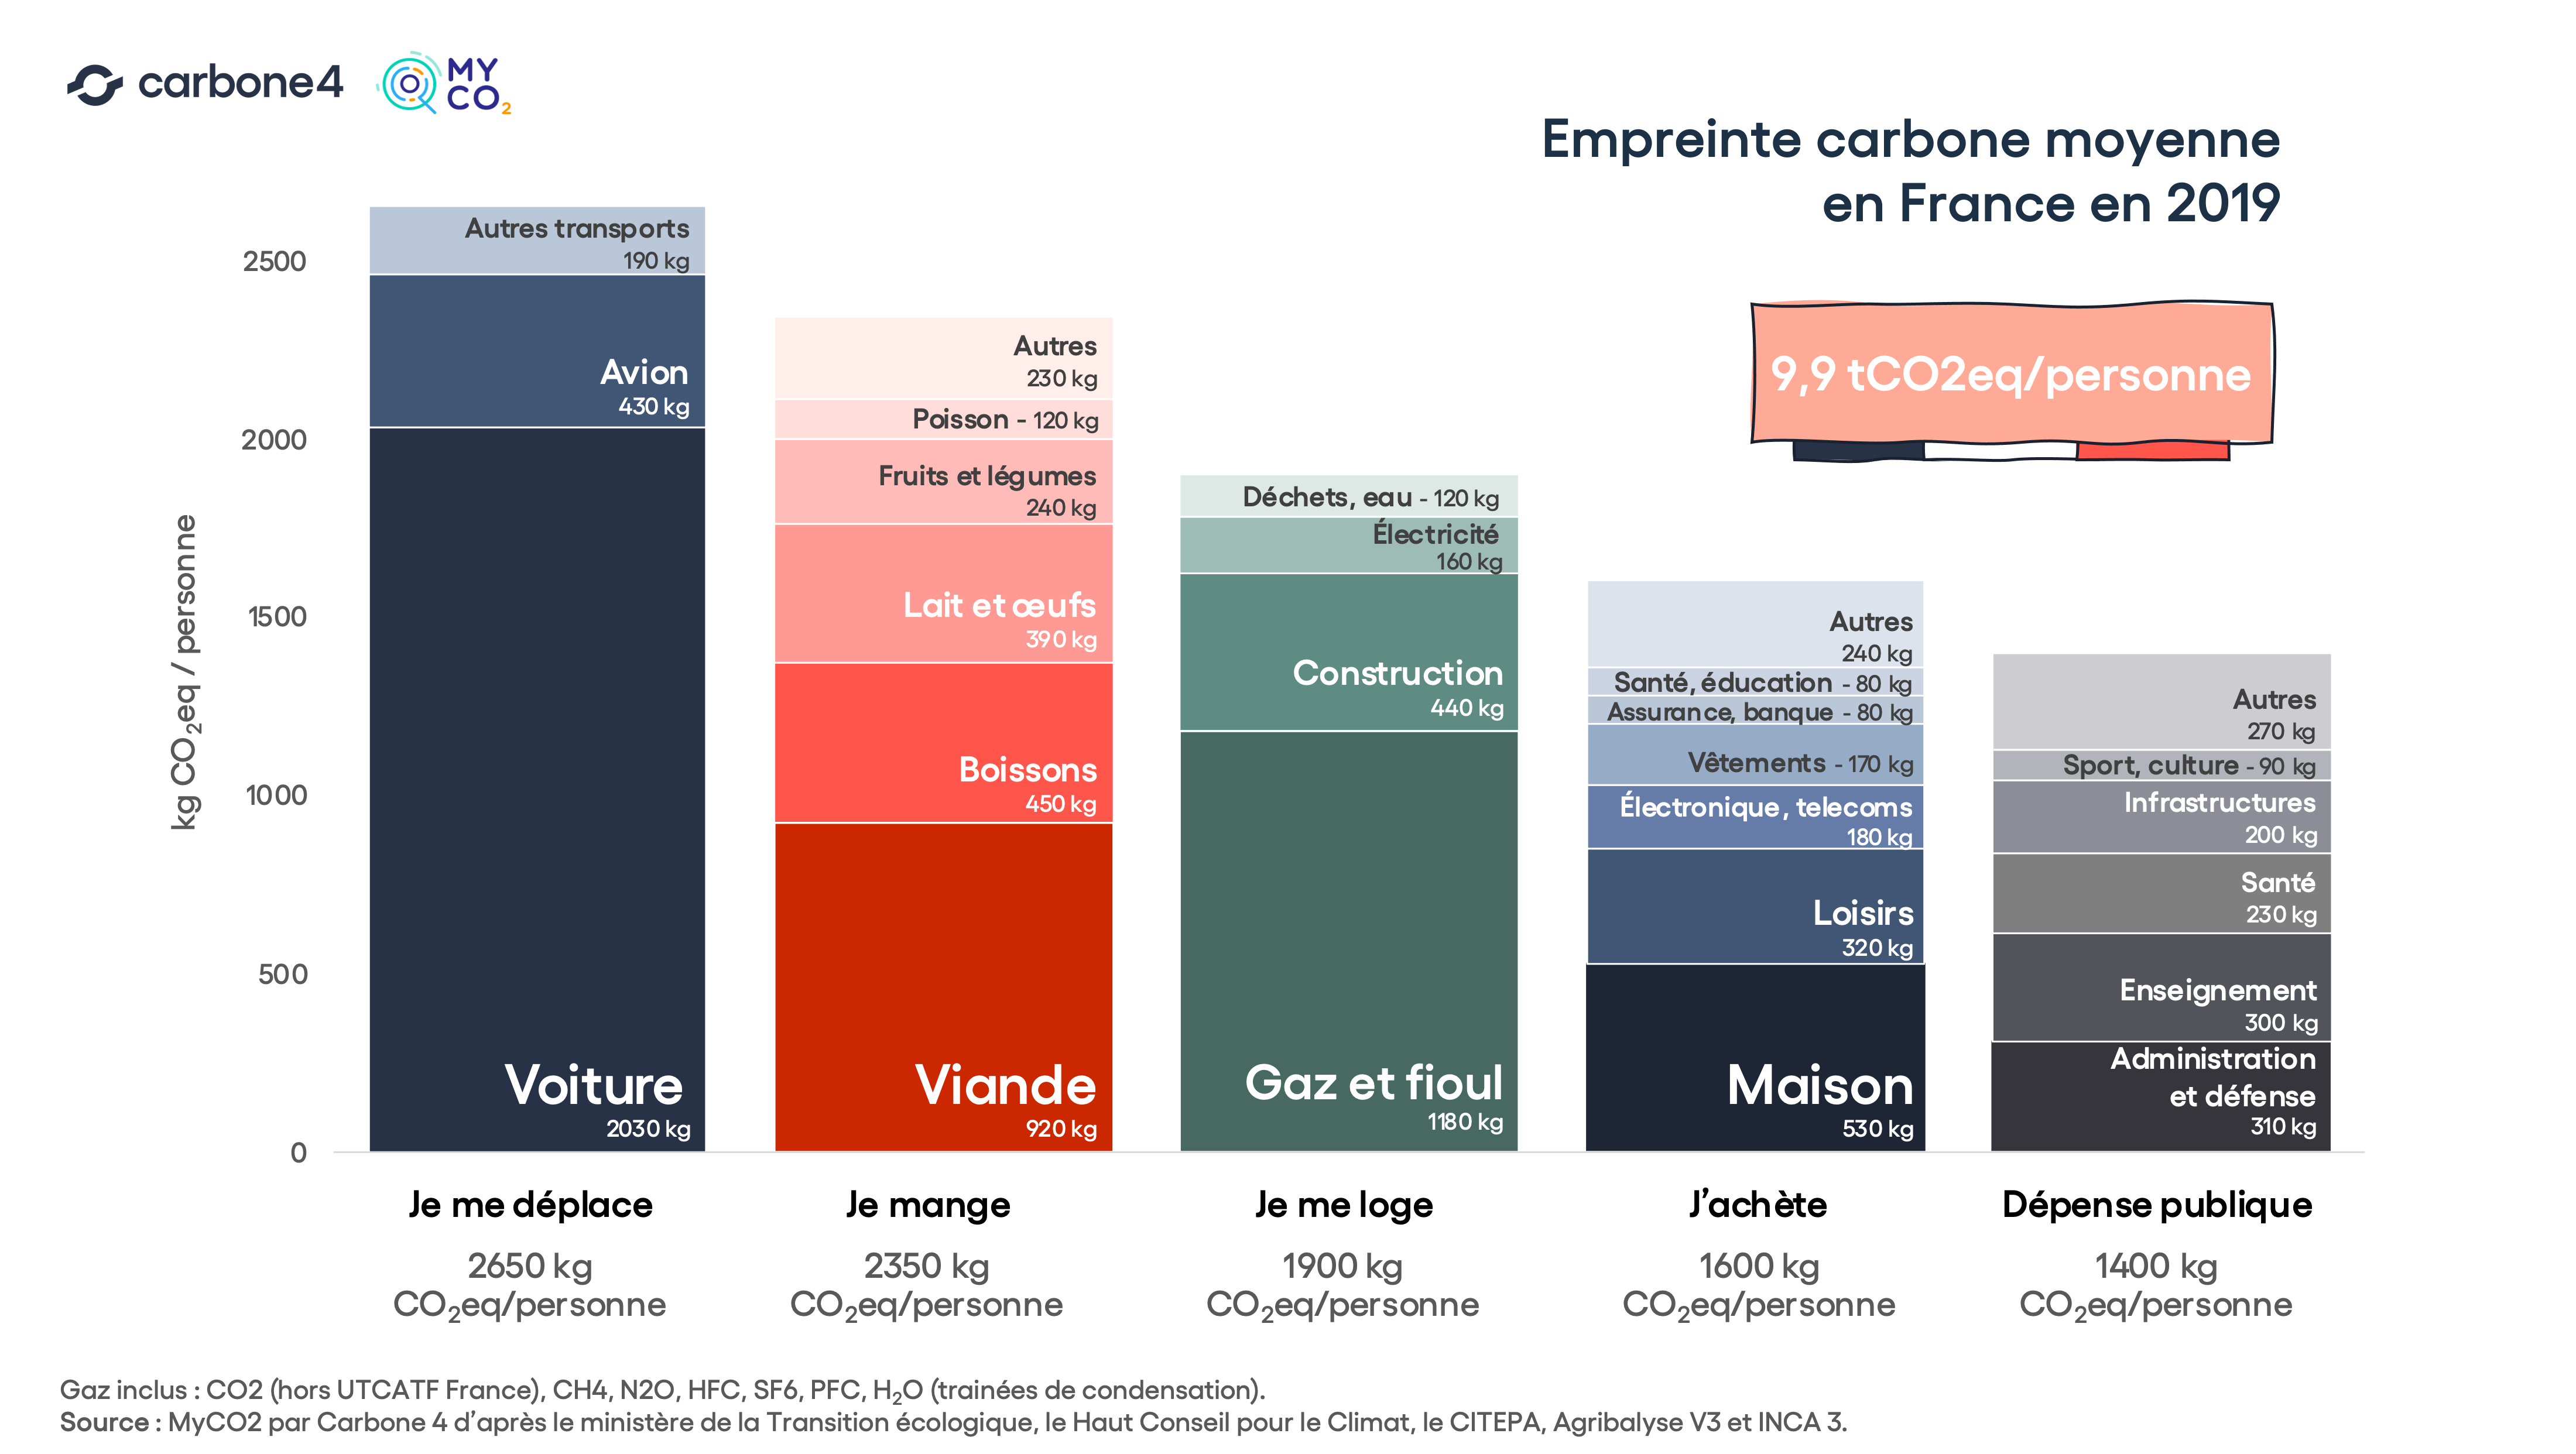 carbone4
MY
CO2
Empreinte carbone moyenne
en France en 2019
9,9 tCO2eq/personne
kg CO₂eq / personne
2500
2000
1500
1000
500
0
Autres transports
190 kg
Avion
430 kg
Voiture
2030 kg
Autres
230 kg
Poisson - 120 kg
Fruits et légumes
240 kg
Lait et œufs
390 kg
Boissons
450 kg
Viande
920 kg
Déchets, eau - 120 kg
Électricité
160 kg
Construction
440 kg
Gaz et fioul
1180 kg
Autres
240 kg
Santé, éducation - 80 kg
Assurance, banque - 80 kg
Vêtements - 170 kg
Électronique, telecoms
180 kg
Loisirs
320 kg
Maison
530 kg
Autres
270 kg
Sport, culture - 90 kg
Infrastructures
200 kg
Santé
230 kg
Enseignement
300 kg
Administration
et défense
310 kg
Je me déplace
2650 kg
CO₂eq/personne
Je mange
2350 kg
CO₂eq/personne
Je me loge
1900 kg
CO₂eq/personne
J’achète
1600 kg
CO₂eq/personne
Dépense publique
1400 kg
CO₂eq/personne
Gaz inclus : CO2 (hors UTCATF France), CH4, N2O, HFC, SF6, PFC, H₂O (trainées de condensation).
Source : MyCO2 par Carbone 4 d’après le ministère de la Transition écologique, le Haut Conseil pour le Climat, le CITEPA, Agribalyse V3 et INCA 3.